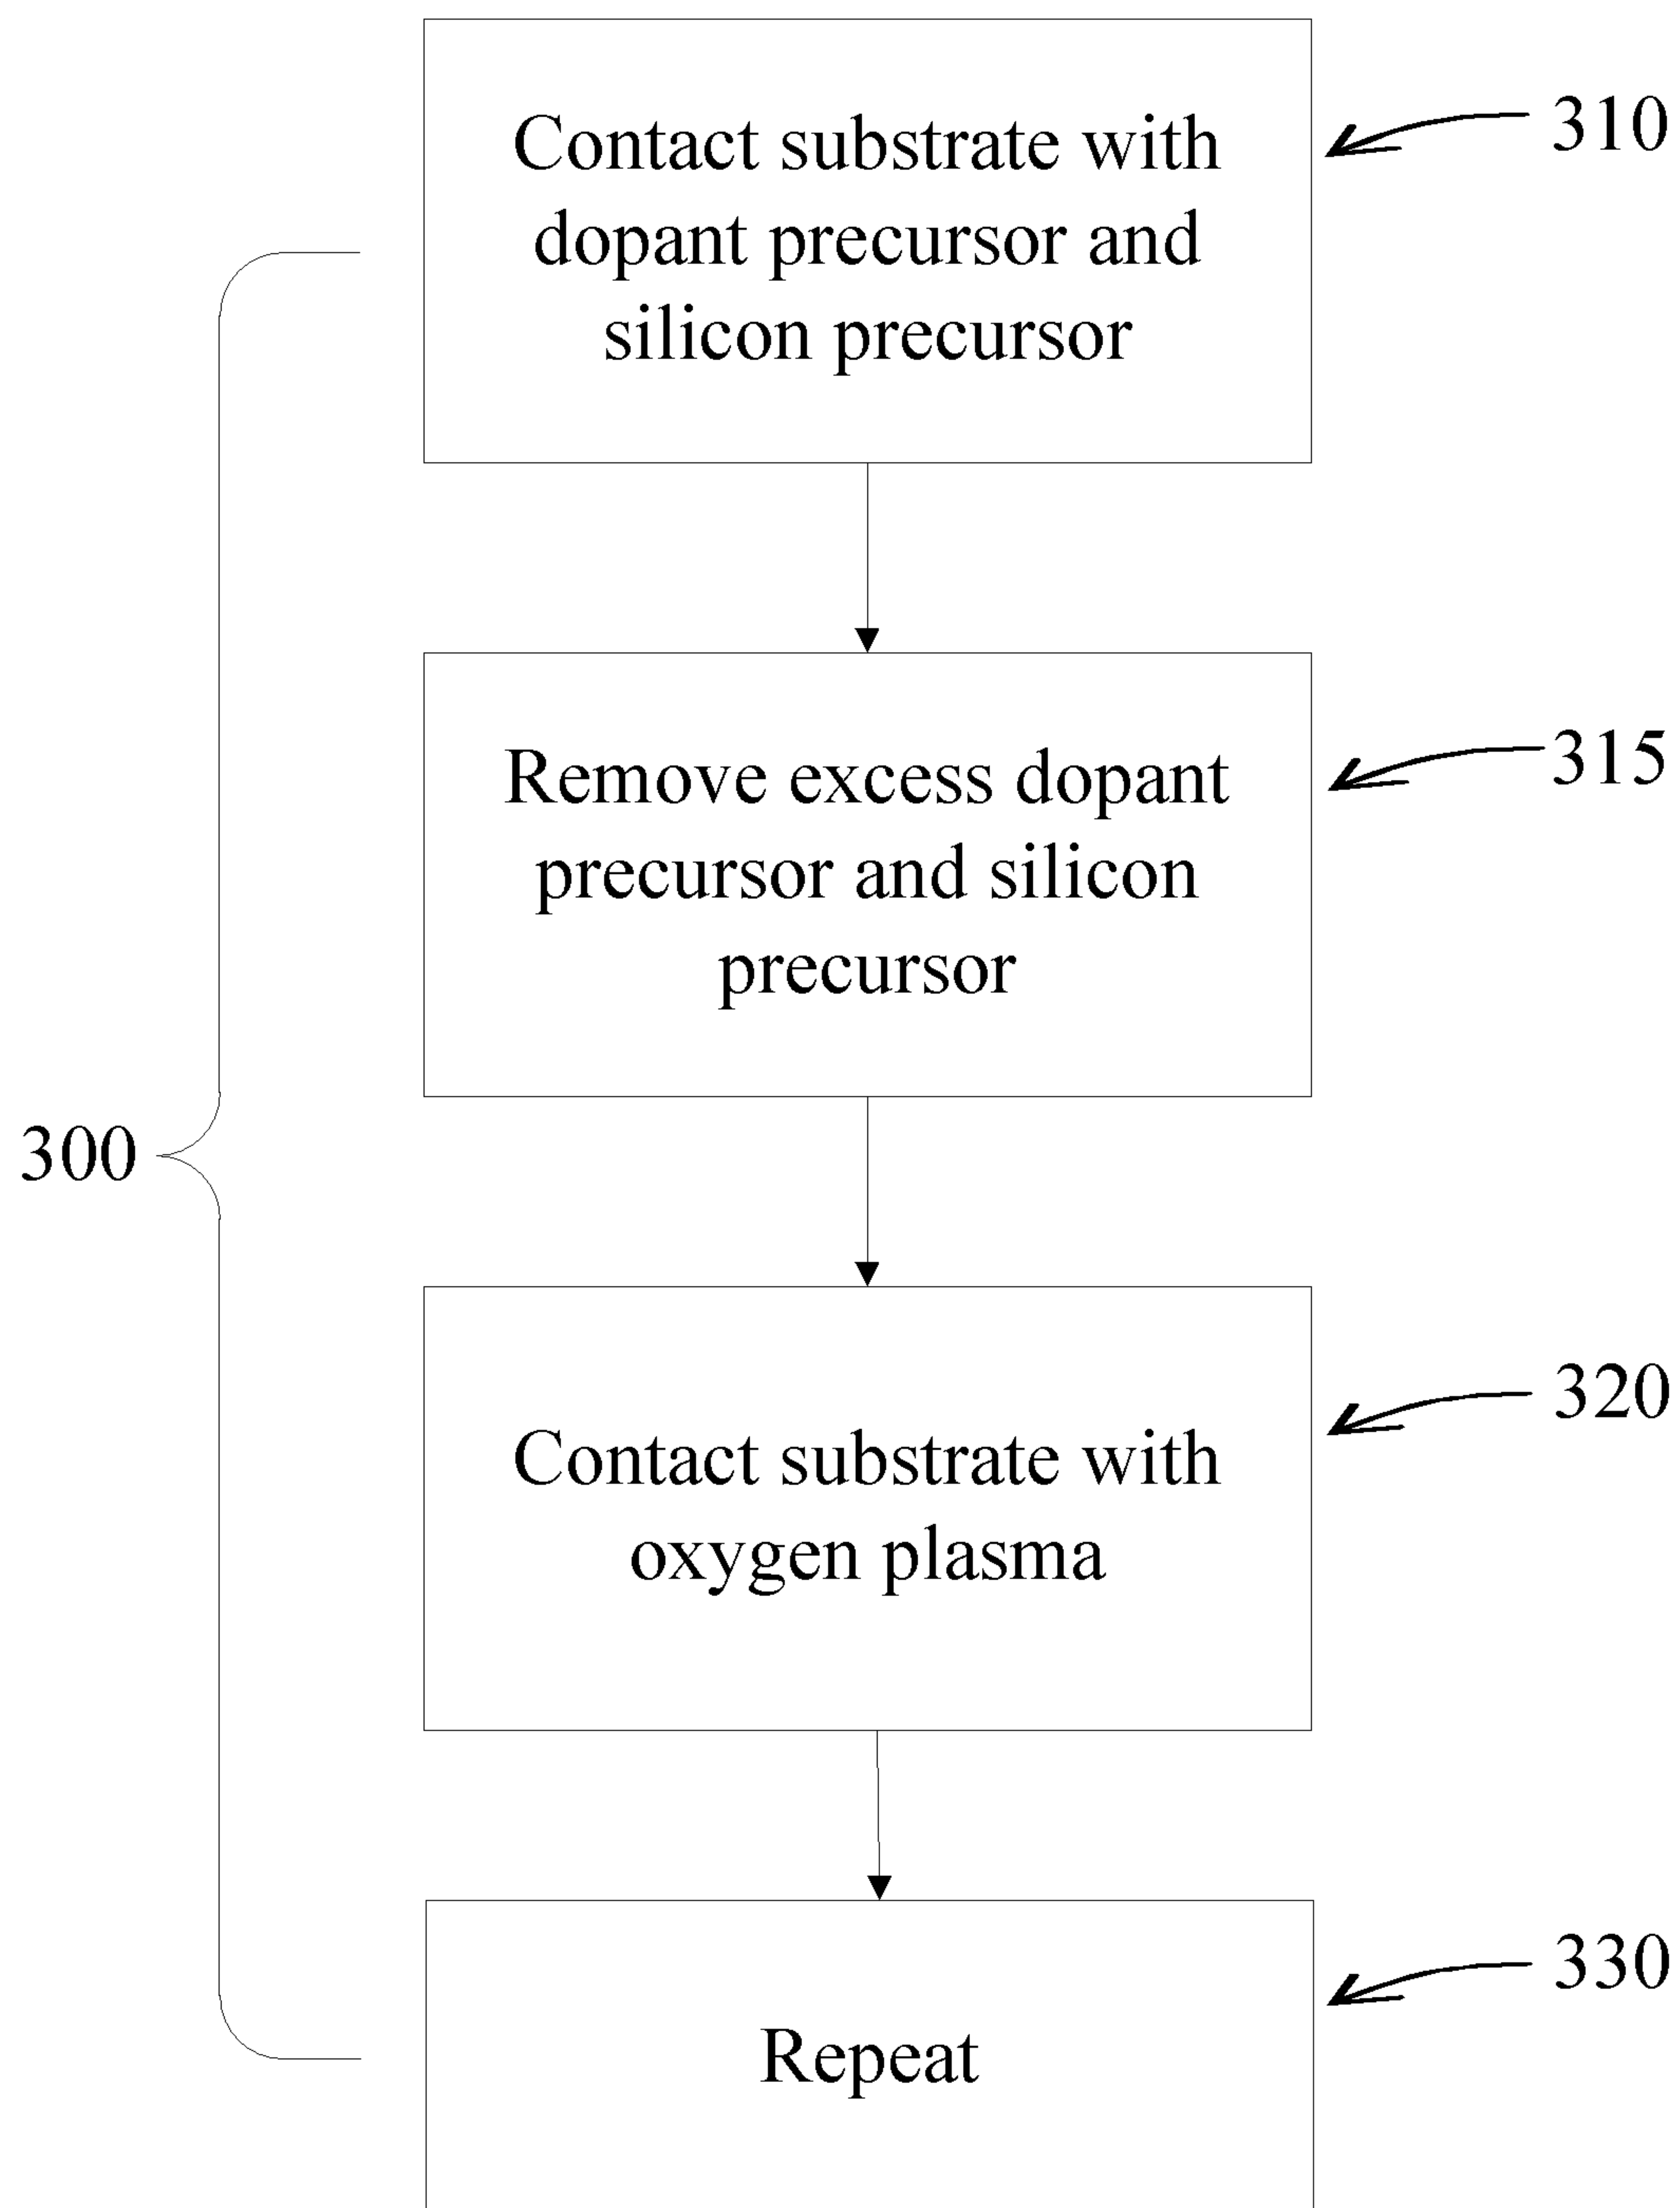 Contact substrate with
dopant precursor and
silicon precursor
310
Remove excess dopant
precursor and silicon
precursor
315
300
Contact substrate with
oxygen plasma
320
Repeat
330